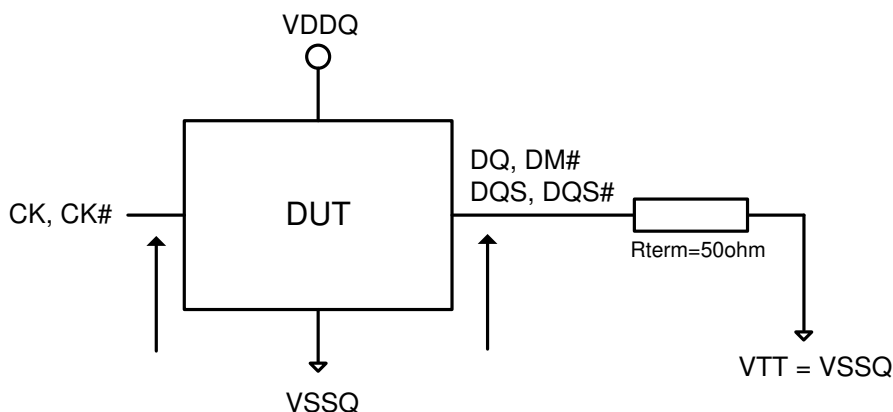 VDDQ
DQ, DM#
DQS, DQS#
CK, CK#
DUT
Rterm=50ohm
VTT = VSSQ
VSSQ